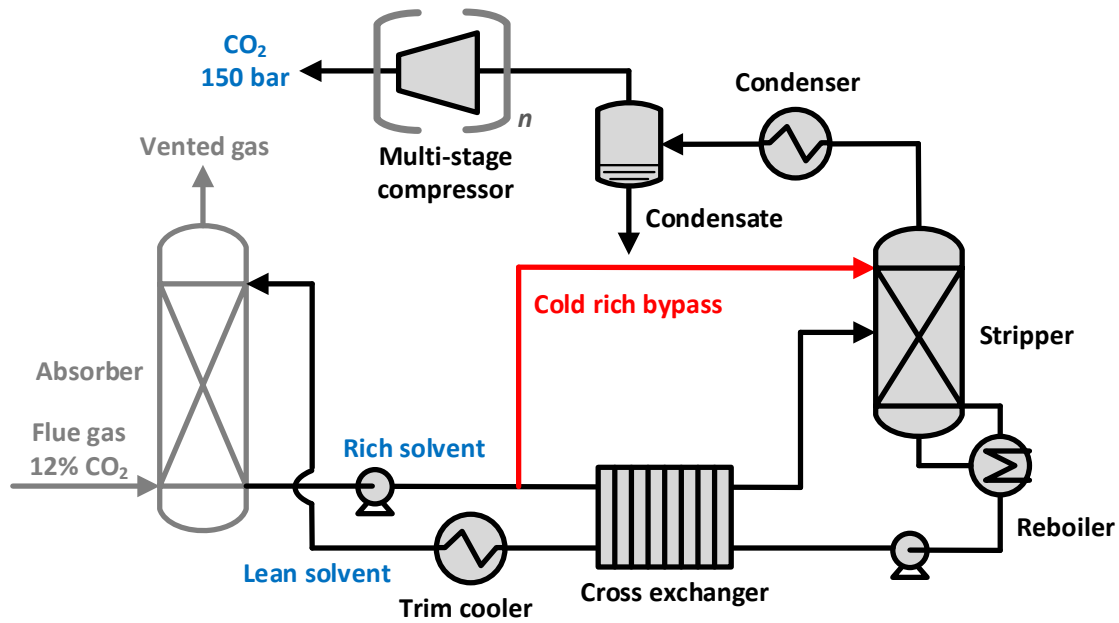 CO₂
150 bar
Condenser
n
Multi-stage
compressor
Vented gas
Condensate
Cold rich bypass
Stripper
Absorber
Flue gas
12% CO₂
Rich solvent
Reboiler
Lean solvent
Trim cooler
Cross exchanger